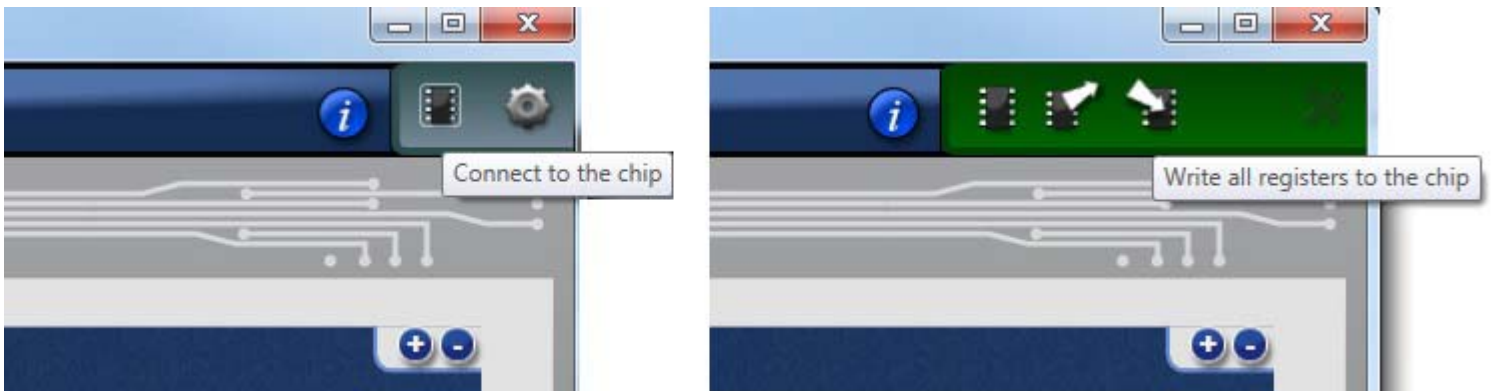 i
Connect to the chip
i
Write all registers to the chip